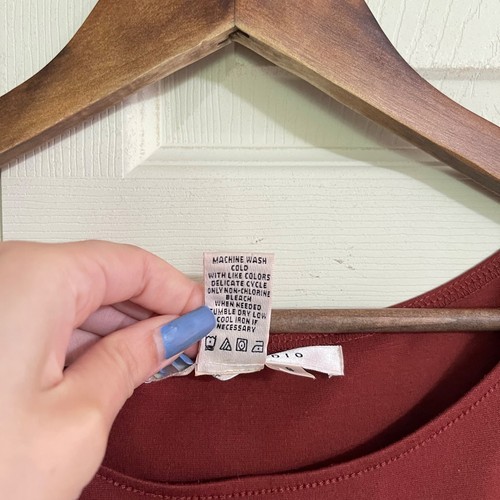 MACHINE WASH
COLD
WITH LIKE COLORS
DELICATE CYCLE
ONLY NON-CHLORINE
BLEACH
WHEN NEEDED
TUMBLE DRY LOW
COOL IRON IF
NECESSARY